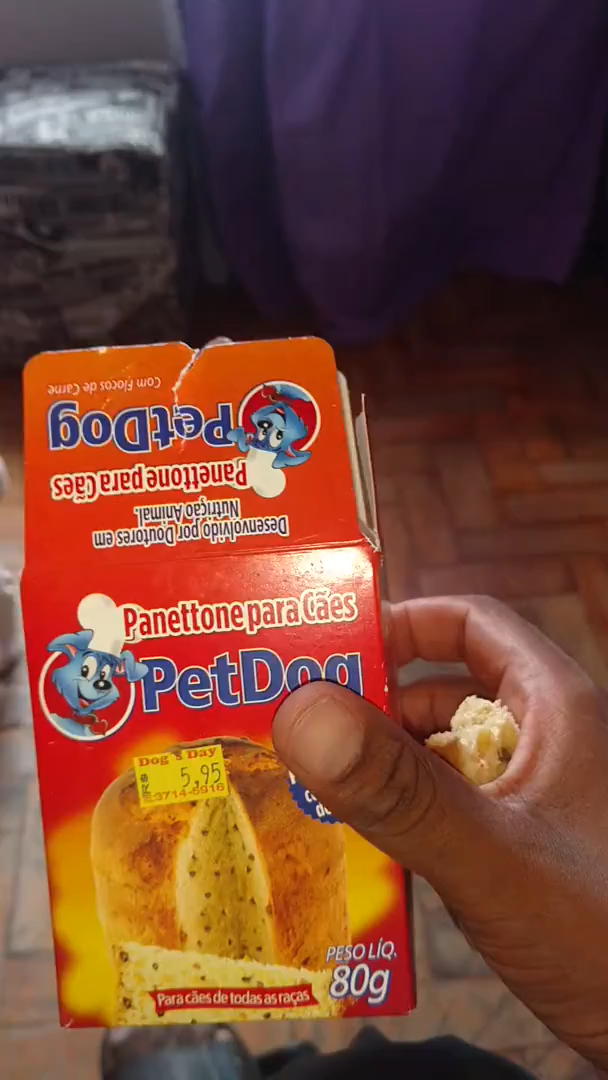 Com Flocos de Carne
PetDog
Panettone para Cães
Desenvolvido por Doutores em
Nutrição Animal.
Panettone para Cães
PetDog
Dog's Day
R$ 5,95
3714-6916
PESO LÍQ.
80g
Para cães de todas as raças